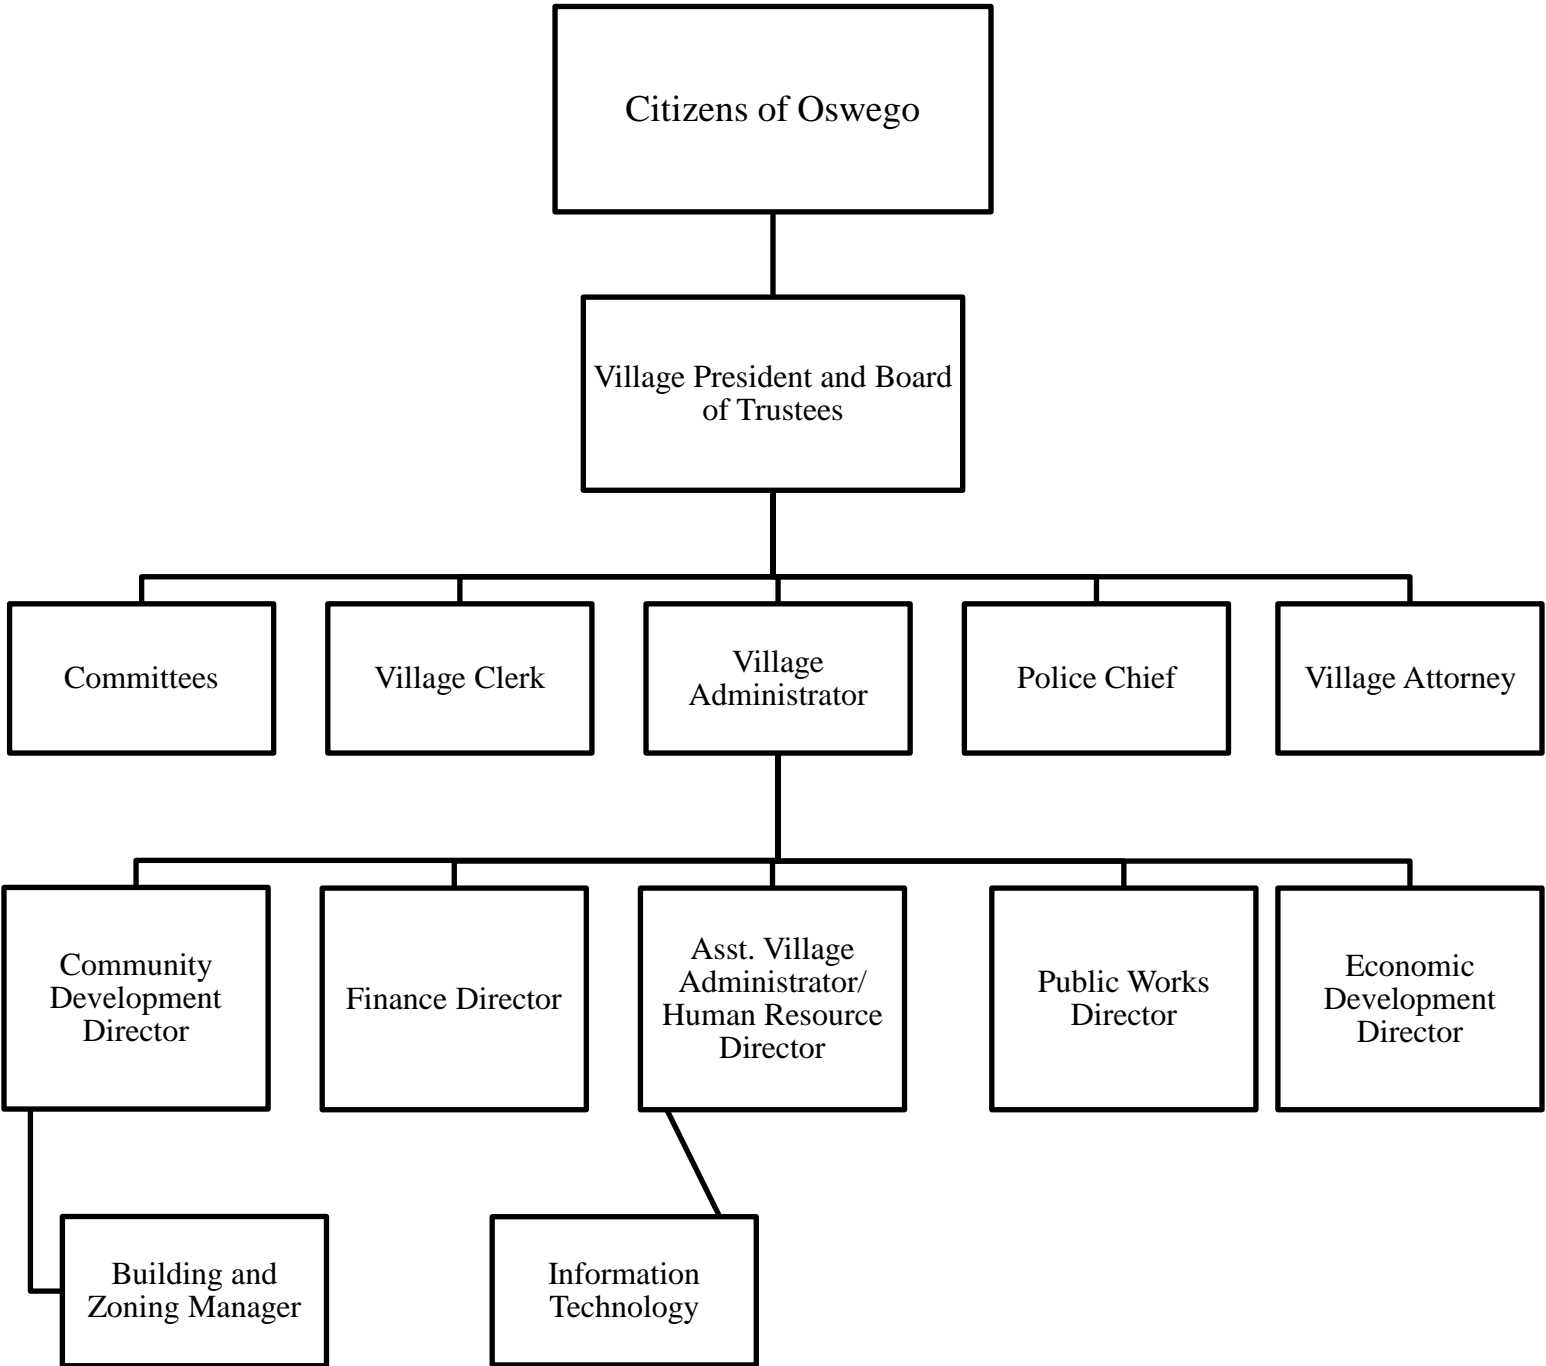 Citizens of Oswego
Village President and Board
of Trustees
Committees
Village Clerk
Village
Administrator
Police Chief
Village Attorney
Community
Development
Director
Finance Director
Asst. Village
Administrator/
Human Resource
Director
Public Works
Director
Economic
Development
Director
Building and
Zoning Manager
Information
Technology